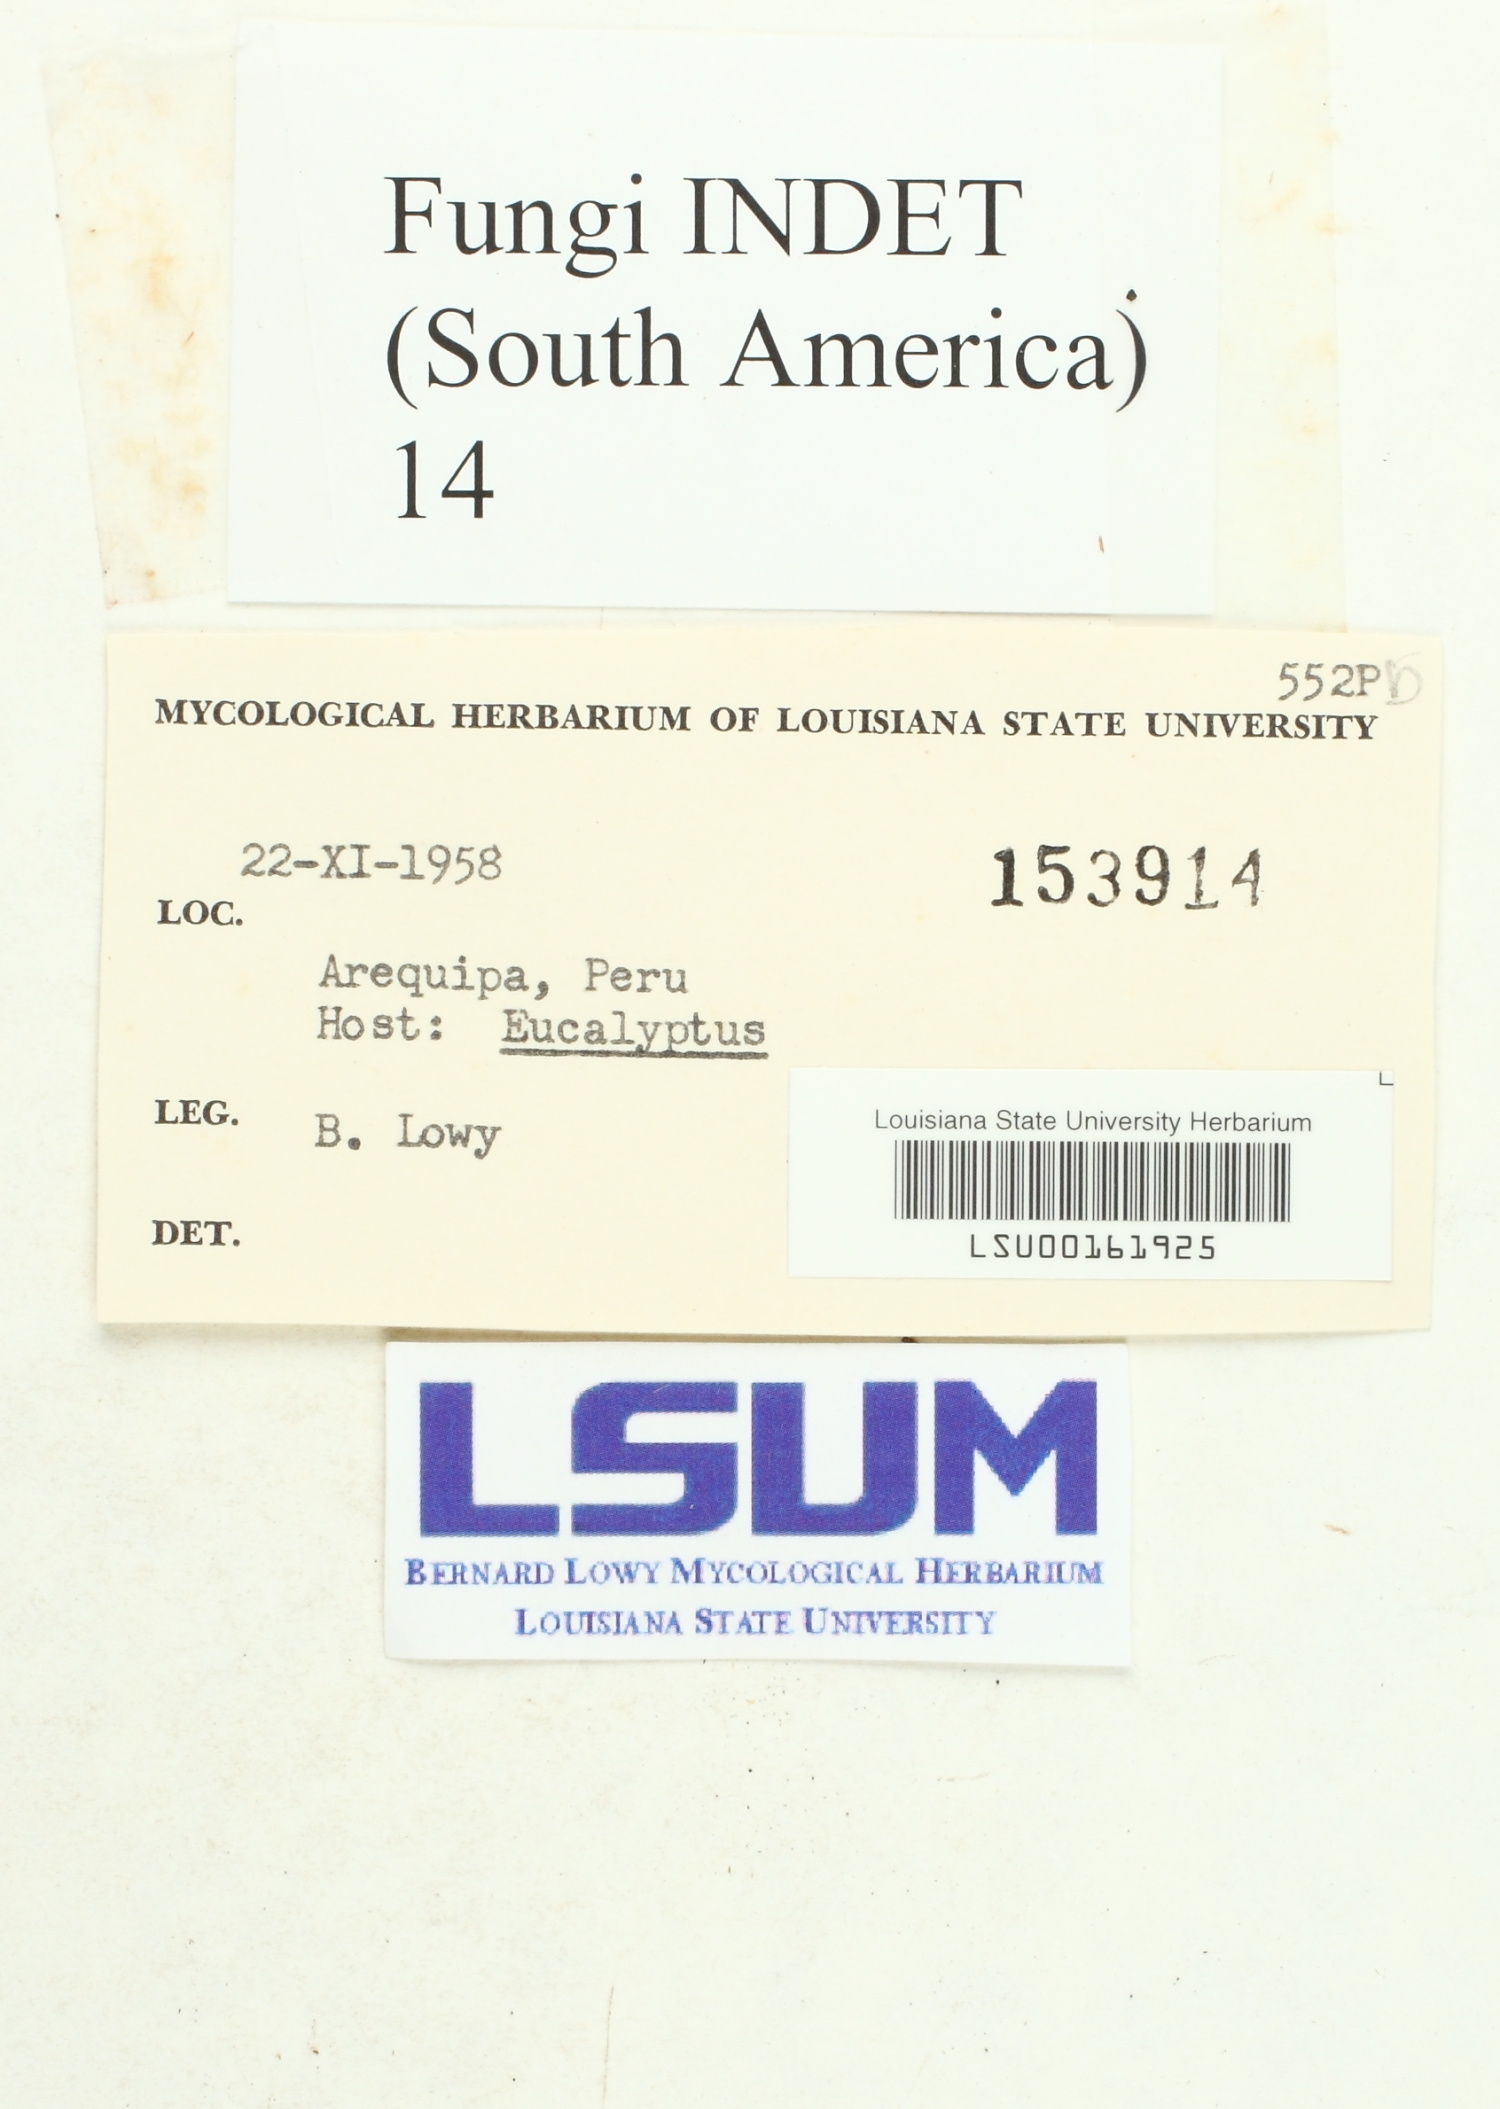 Fungi INDET
(South America)
14
552P
MYCOLOGICAL HERBARIUM OF LOUISIANA STATE UNIVERSITY
22-XI-1958
153914
LOC.
Arequipa, Peru
Host: Eucalyptus
LEG. B. Lowy
DET.
Louisiana State University Herbarium
LSU00161925
LSUM
BERNARD LOWY MYCOLOGICAL HERBARIUM
LOUISIANA STATE UNIVERSITY